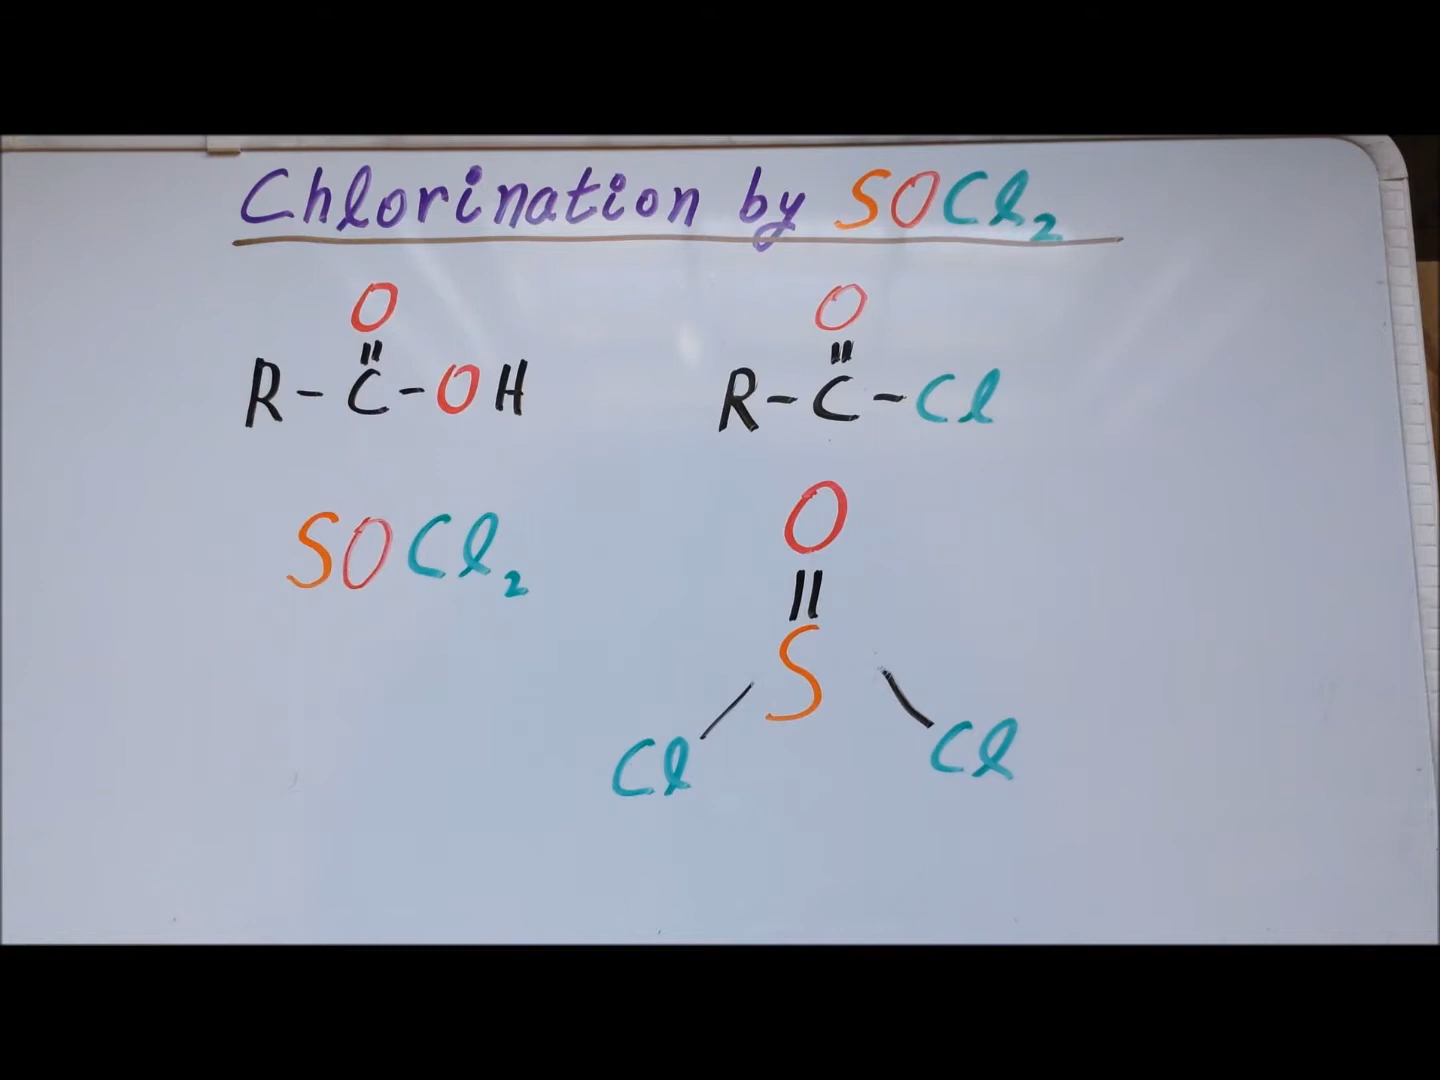 Chlorination by SOCl₂
O O
R-C-OH R-C-Cl
O
SOCl₂
S
Cl Cl